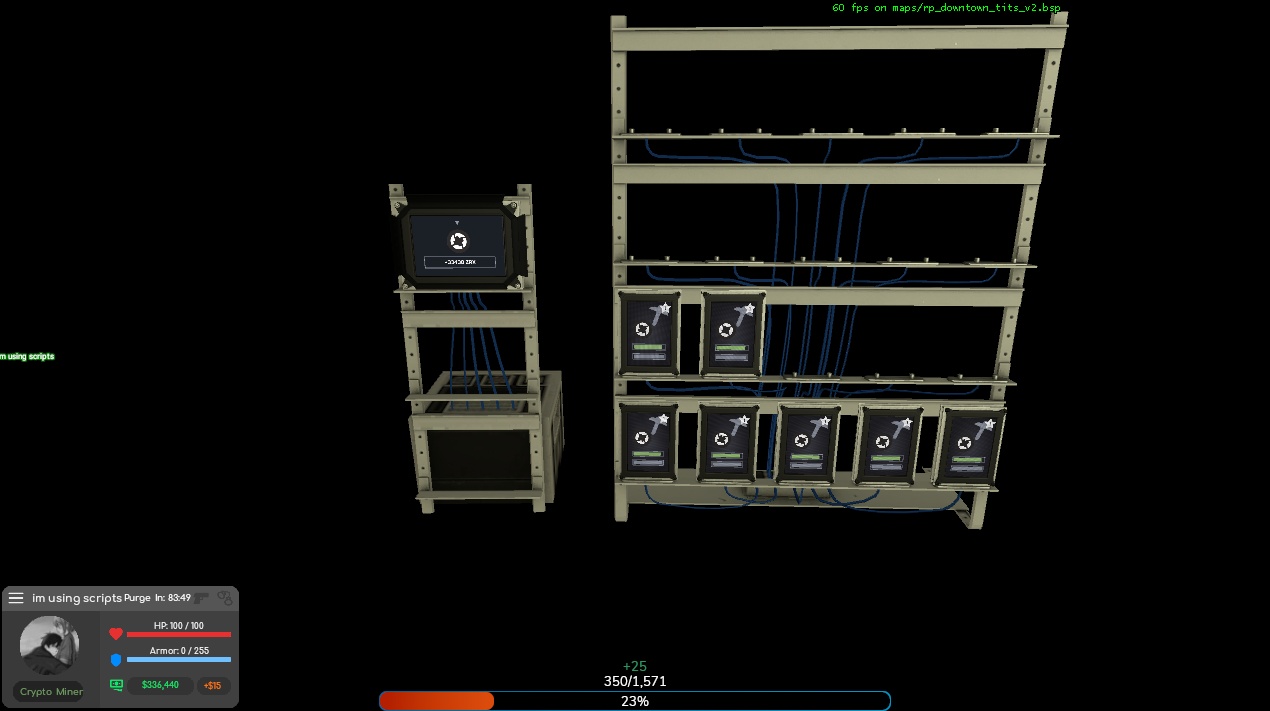 60 fps on maps/rp_downtown_tits_v2.bsp
m using scripts
im using scripts Purge In: 83:49
HP: 100 / 100
Armor: 0 / 255
$336,440 +$15
Crypto Miner
+25
350/1,571
23%